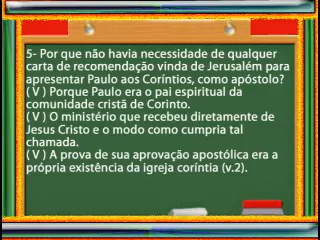 5- Por que não havia necessidade de qualquer
carta de recomendação vinda de Jerusalém para
apresentar Paulo aos Coríntios, como apóstolo?
( V ) Porque Paulo era o pai espiritual da
comunidade cristã de Corinto.
( V ) O ministério que recebeu diretamente de
Jesus Cristo e o modo como cumpria tal
chamada.
( V ) A prova de sua aprovação apostólica era a
própria existência da igreja coríntia (v.2).